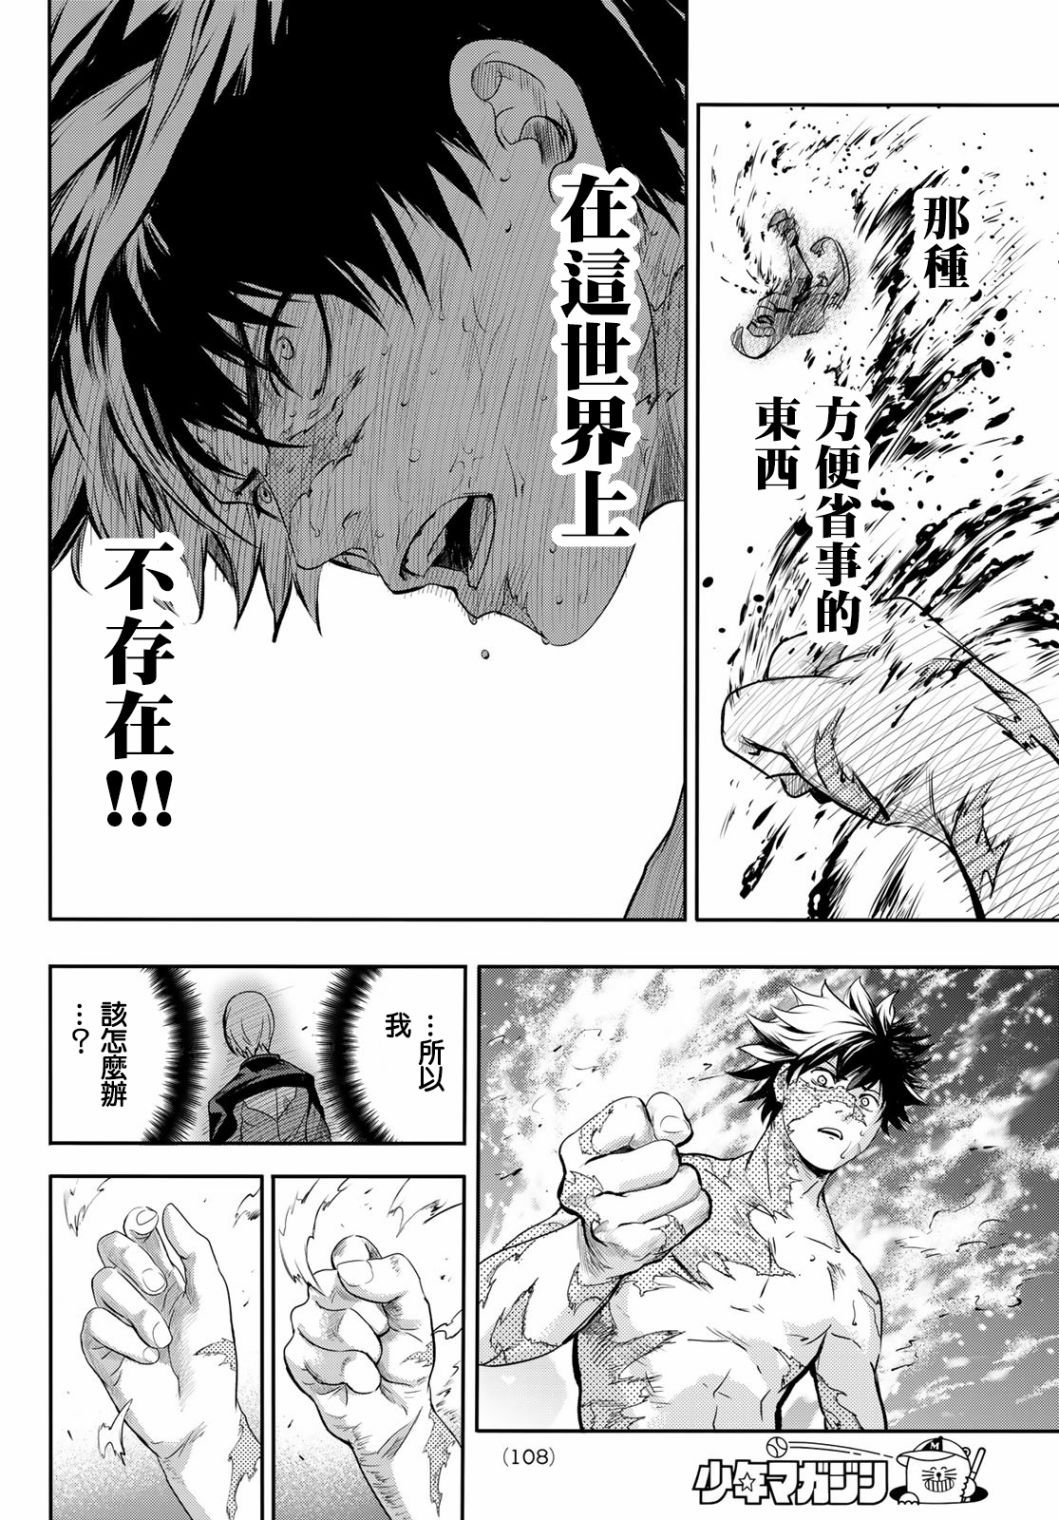 那種
方便省事的
東西
在這世界上
不存在!!!
…所以
我
該怎麼辦
…?
(108)
少年マガジン
M